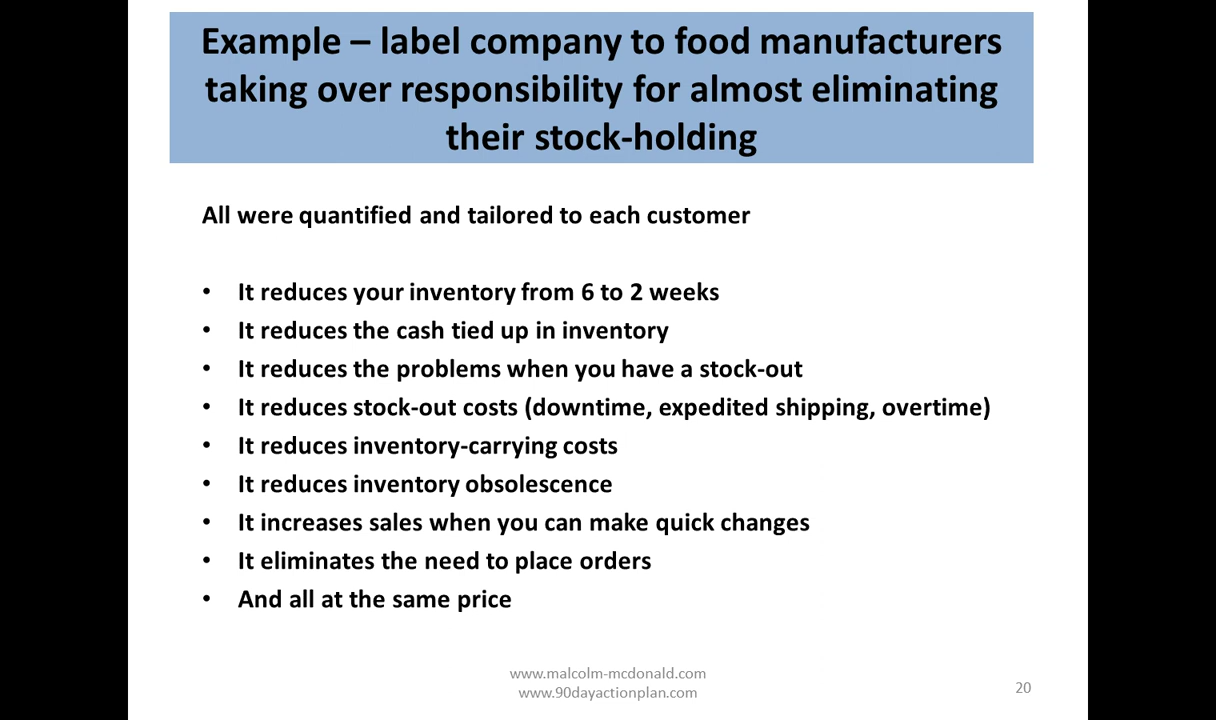 Example – label company to food manufacturers
taking over responsibility for almost eliminating
their stock-holding
All were quantified and tailored to each customer
• It reduces your inventory from 6 to 2 weeks
• It reduces the cash tied up in inventory
• It reduces the problems when you have a stock-out
• It reduces stock-out costs (downtime, expedited shipping, overtime)
• It reduces inventory-carrying costs
• It reduces inventory obsolescence
• It increases sales when you can make quick changes
• It eliminates the need to place orders
• And all at the same price
www.malcolm-mcdonald.com
www.90dayactionplan.com
20